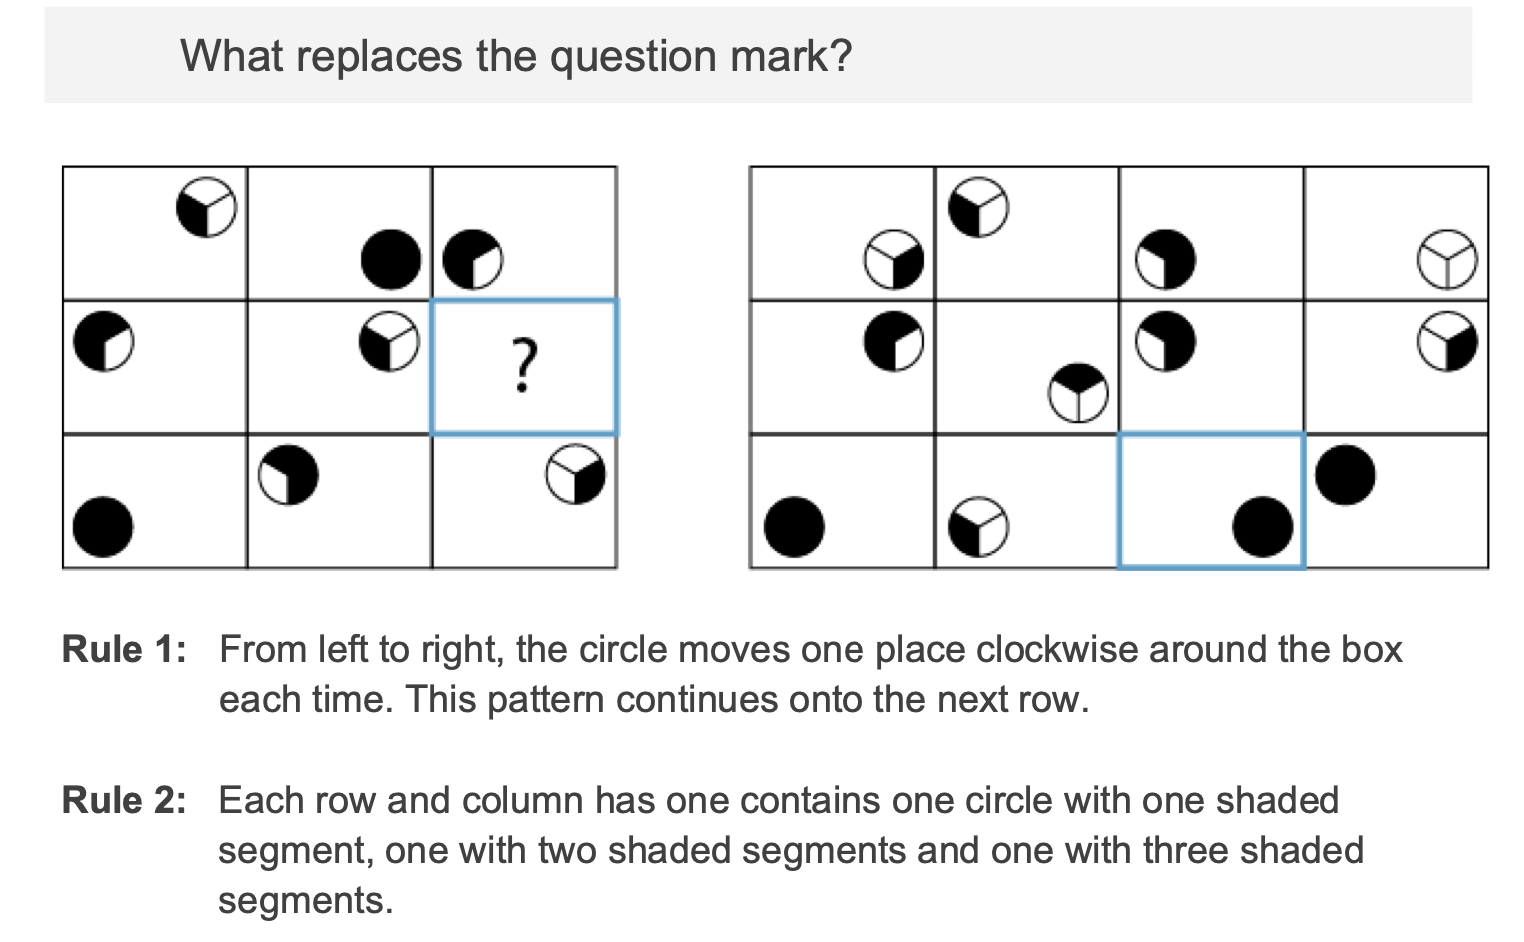 What replaces the question mark?
?
Rule 1: From left to right, the circle moves one place clockwise around the box
each time. This pattern continues onto the next row.
Rule 2: Each row and column has one contains one circle with one shaded
segment, one with two shaded segments and one with three shaded
segments.